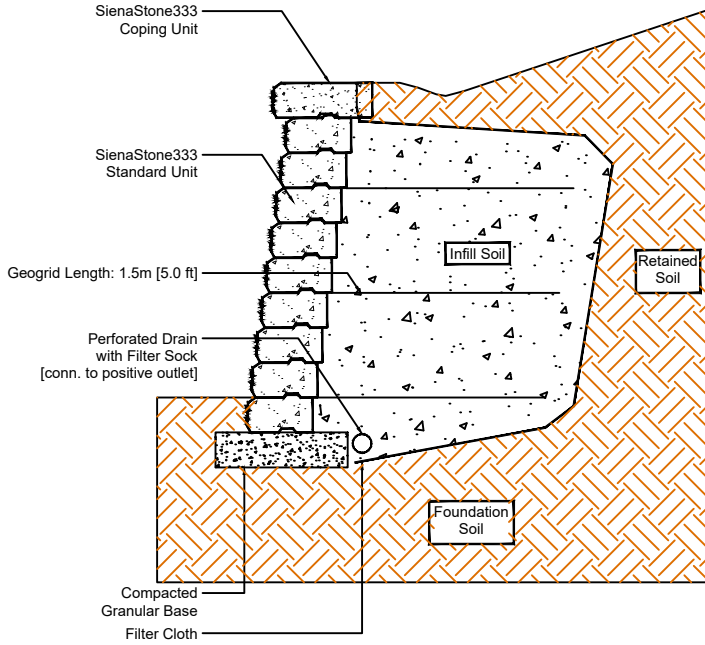 SienaStone333
Coping Unit
SienaStone333
Standard Unit
Infill Soil
Retained
Soil
Geogrid Length: 1.5m [5.0 ft]
Perforated Drain
with Filter Sock
[conn. to positive outlet]
Foundation
Soil
Compacted
Granular Base
Filter Cloth